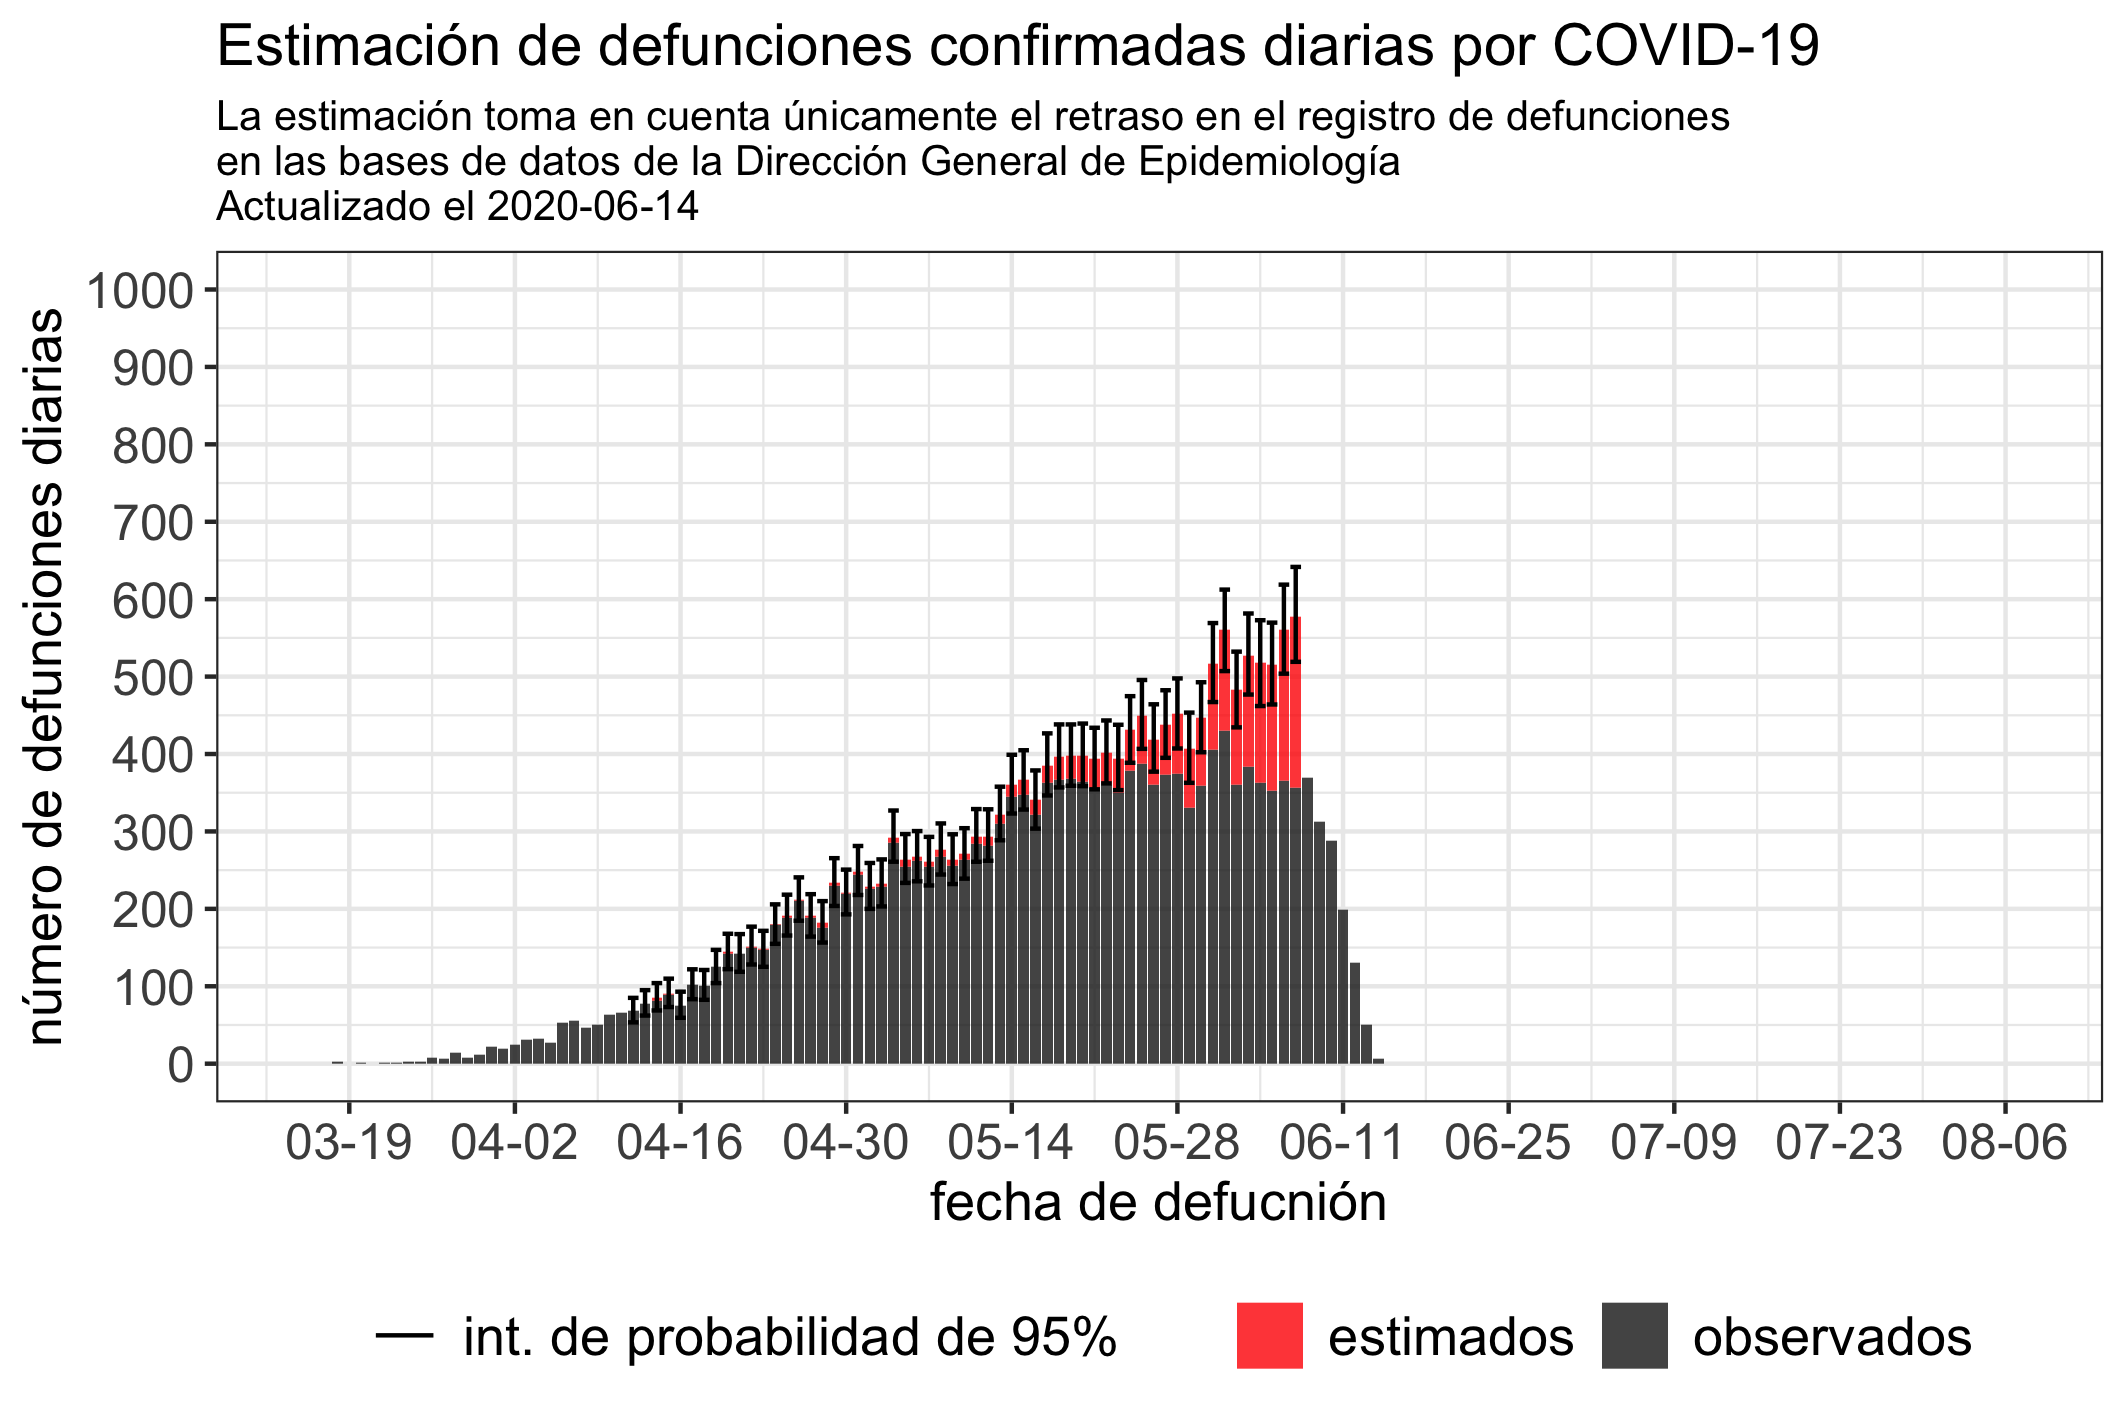 Estimación de defunciones confirmadas diarias por COVID-19
La estimación toma en cuenta únicamente el retraso en el registro de defunciones
en las bases de datos de la Dirección General de Epidemiología
Actualizado el 2020-06-14
número de defunciones diarias
1000
900
800
700
600
500
400
300
200
100
0
03-19 04-02 04-16 04-30 05-14 05-28 06-11 06-25 07-09 07-23 08-06
fecha de defucnión
int. de probabilidad de 95% estimados observados